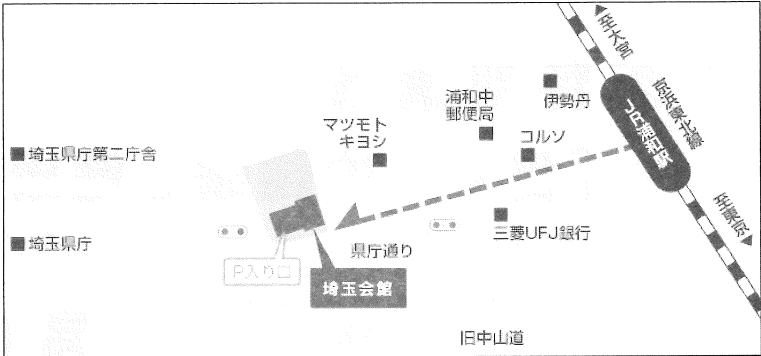 至大宮
京浜東北線
JR浦和駅
至東京
伊勢丹
浦和中
郵便局
コルソ
マツモト
キヨシ
埼玉県庁第二庁舎
埼玉県庁
三菱UFJ銀行
県庁通り
P入り口
埼玉会館
旧中山道